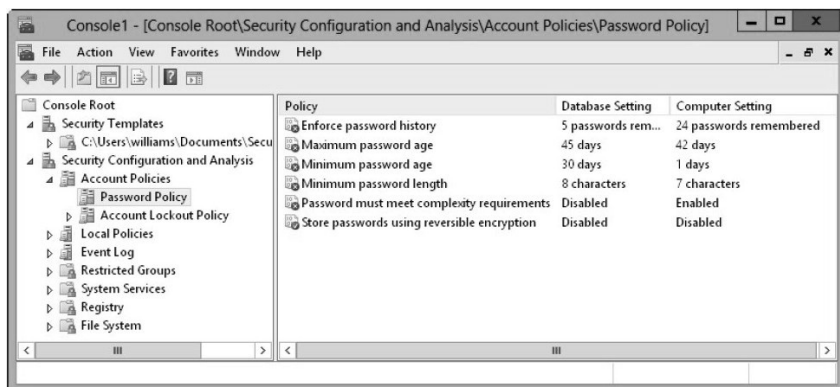 Console1 - [Console Root\Security Configuration and Analysis\Account Policies\Password Policy]
File Action View Favorites Window Help
Console Root
Security Templates
C:\Users\williams\Documents\Secu
Security Configuration and Analysis
Account Policies
Password Policy
Account Lockout Policy
Local Policies
Event Log
Restricted Groups
System Services
Registry
File System
Policy Database Setting Computer Setting
Enforce password history 5 passwords rem... 24 passwords remembered
Maximum password age 45 days 42 days
Minimum password age 30 days 1 days
Minimum password length 8 characters 7 characters
Password must meet complexity requirements Disabled Enabled
Store passwords using reversible encryption Disabled Disabled